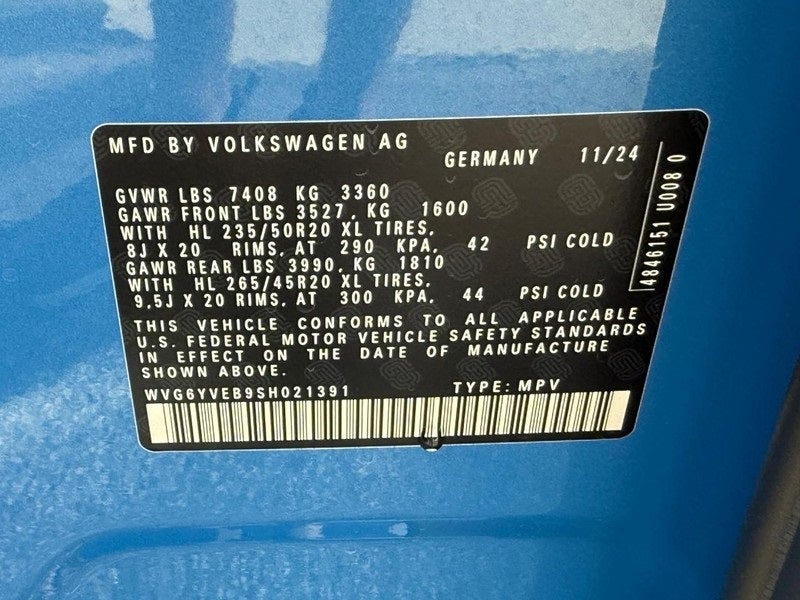 MFD BY VOLKSWAGEN AG
GERMANY 11/24
GVWR LBS 7408 KG 3360
GAWR FRONT LBS 3527, KG 1600
WITH HL 235/50R20 XL TIRES,
8J X 20 RIMS, AT 290 KPA, 42 PSI COLD
GAWR REAR LBS 3990, KG 1810
WITH HL 265/45R20 XL TIRES,
9,5J X 20 RIMS, AT 300 KPA, 44 PSI COLD
THIS VEHICLE CONFORMS TO ALL APPLICABLE
U.S. FEDERAL MOTOR VEHICLE SAFETY STANDARDS
IN EFFECT ON THE DATE OF MANUFACTURE
SHOWN ABOVE.
WVG6YVEB9SH021391 TYPE: MPV
4846151 U008 0